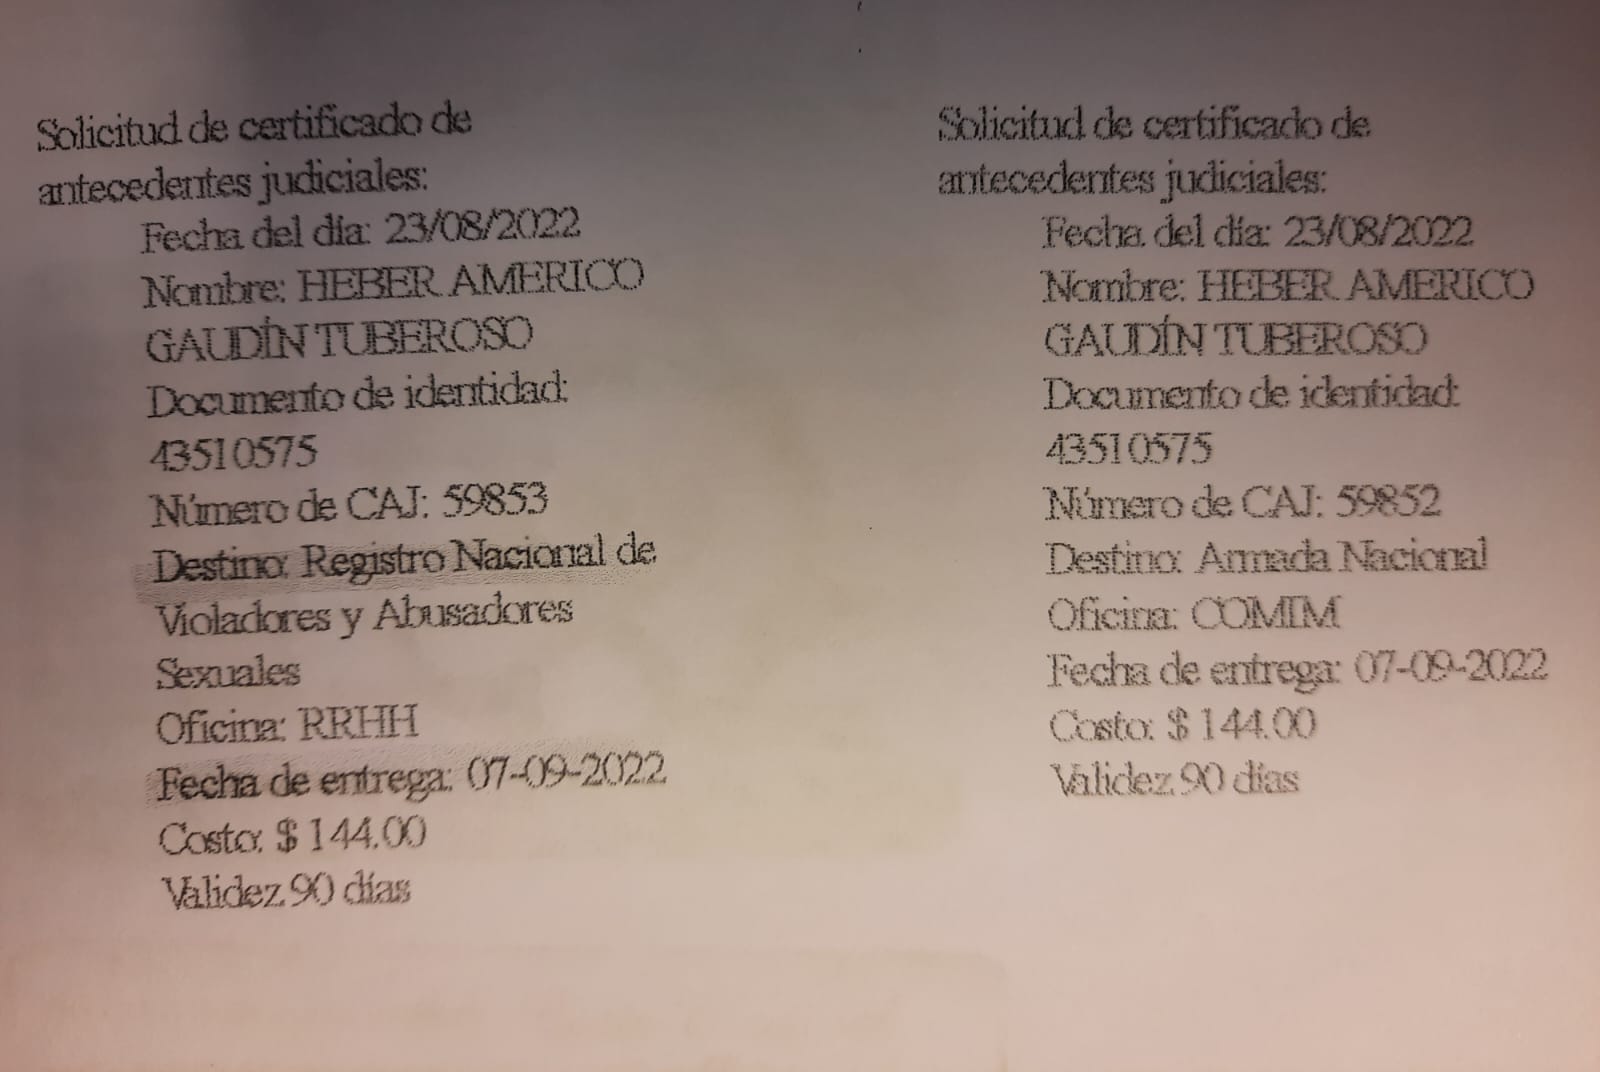 Solicitud de certificado de
antecedentes judiciales:
Fecha del día: 23/08/2022
Nombre: HEBER AMERICO
GAUDÍN TUBEROSO
Documento de identidad:
43510575
Número de CAJ: 59853
Destino: Registro Nacional de
Violadores y Abusadores
Sexuales
Oficina: RRHH
Fecha de entrega: 07-09-2022
Costo: $ 144.00
Validez 90 días
Solicitud de certificado de
antecedentes judiciales:
Fecha del día: 23/08/2022
Nombre: HEBER AMERICO
GAUDÍN TUBEROSO
Documento de identidad:
43510575
Número de CAJ: 59852
Destino: Armada Nacional
Oficina: COMIM
Fecha de entrega: 07-09-2022
Costo: $ 144.00
Validez 90 días